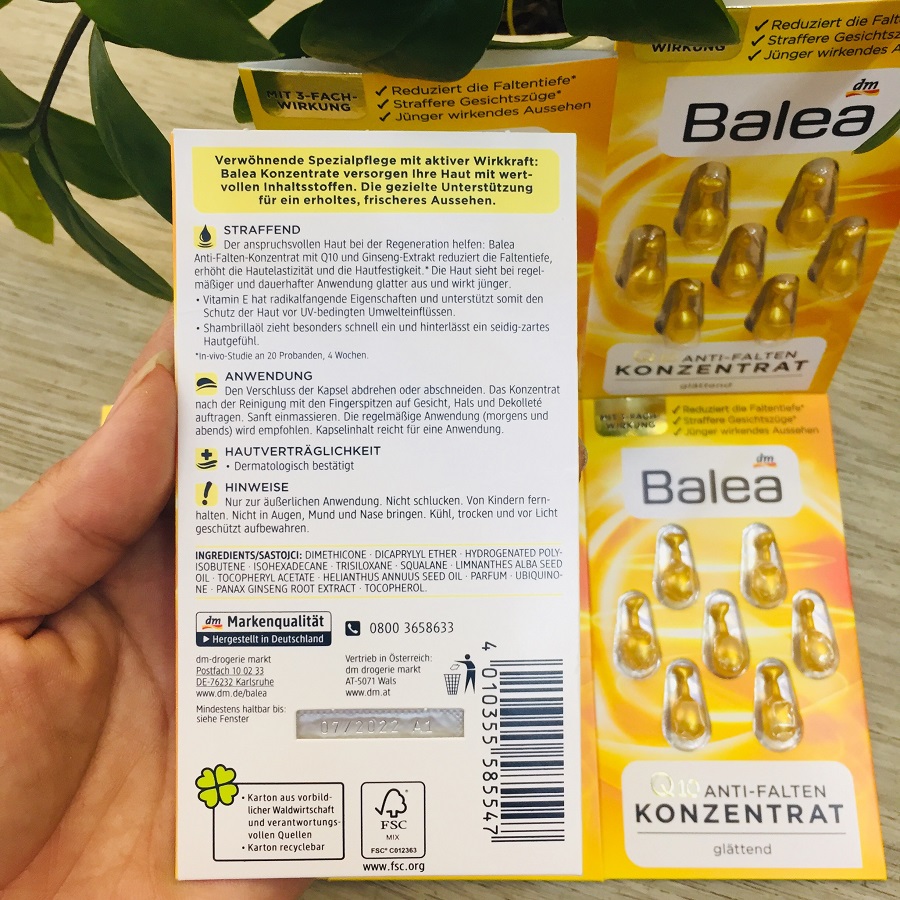 MIT 3-FACH-
WIRKUNG
✓ Reduziert die Faltentiefe*
✓ Straffere Gesichtszüge*
✓ Jünger wirkendes Aussehen
WIRKUNG
✓ Reduziert die
✓ Straffere
✓ Jünger wirkendes
dm
Balea
Q10 ANTI-FALTEN
KONZENTRAT
glättend
Verwöhnende Spezialpflege mit aktiver Wirkkraft:
Balea Konzentrate versorgen Ihre Haut mit wert-
vollen Inhaltsstoffen. Die gezielte Unterstützung
für ein erholtes, frischeres Aussehen.
STRAFFEND
Der anspruchsvollen Haut bei der Regeneration helfen: Balea
Anti-Falten-Konzentrat mit Q10 und Ginseng-Extrakt reduziert die Faltentiefe,
erhöht die Hautelastizität und die Hautfestigkeit.* Die Haut sieht bei regel-
mäßiger und dauerhafter Anwendung glatter aus und wirkt jünger.
• Vitamin E hat radikalfangende Eigenschaften und unterstützt somit den
Schutz der Haut vor UV-bedingten Umwelteinflüssen.
• Shambrillaöl zieht besonders schnell ein und hinterlässt ein seidig-zartes
Hautgefühl.
*In-vivo-Studie an 20 Probanden, 4 Wochen.
ANWENDUNG
Den Verschluss der Kapsel abdrehen oder abschneiden. Das Konzentrat
nach der Reinigung mit den Fingerspitzen auf Gesicht, Hals und Dekolleté
auftragen. Sanft einmassieren. Die regelmäßige Anwendung (morgens und
abends) wird empfohlen. Kapselinhalt reicht für eine Anwendung.
HAUTVERTRÄGLICHKEIT
• Dermatologisch bestätigt
HINWEISE
Nur zur äußerlichen Anwendung. Nicht schlucken. Von Kindern fern-
halten. Nicht in Augen, Mund und Nase bringen. Kühl, trocken und vor Licht
geschützt aufbewahren.
INGREDIENTS/SASTOJCI: DIMETHICONE · DICAPRYLYL ETHER · HYDROGENATED POLY-
ISOBUTENE · ISOHEXADECANE · TRISILOXANE · SQUALANE · LIMNANTHES ALBA SEED
OIL · TOCOPHERYL ACETATE · HELIANTHUS ANNUUS SEED OIL · PARFUM · UBIQUINO-
NE · PANAX GINSENG ROOT EXTRACT · TOCOPHEROL.
dm Markenqualität
▶ Hergestellt in Deutschland
0800 3658633
dm-drogerie markt
Postfach 10 02 33
DE-76232 Karlsruhe
www.dm.de/balea
Vertrieb in Österreich:
dm drogerie markt
AT-5071 Wals
www.dm.at
Mindestens haltbar bis:
siehe Fenster
07/2022 A1
4 010355 585547
• Karton aus vorbild-
licher Waldwirtschaft
und verantwortungs-
vollen Quellen
• Karton recyclebar
FSC
MIX
FSC® C012363
www.fsc.org
MIT 3-FACH-
WIRKUNG
✓ Reduziert die Faltentiefe*
✓ Straffere Gesichtszüge*
✓ Jünger wirkendes Aussehen
dm
Balea
Q10 ANTI-FALTEN
KONZENTRAT
glättend